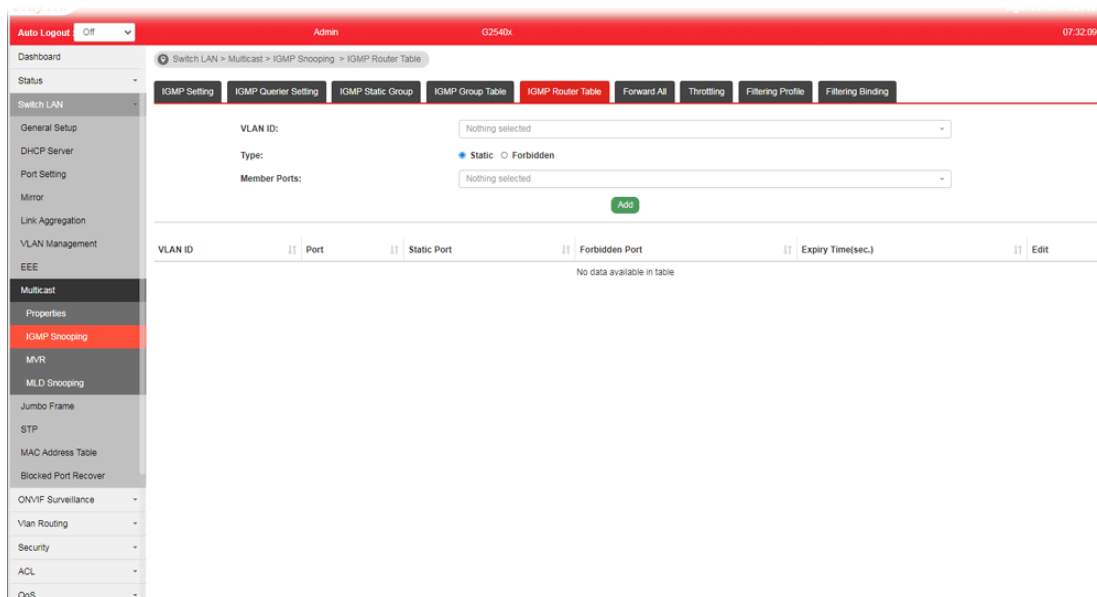 Auto Logout : Off Admin G2540x 07:32:09
Dashboard
Status
Switch LAN
General Setup
DHCP Server
Port Setting
Mirror
Link Aggregation
VLAN Management
EEE
Multicast
Properties
IGMP Snooping
MVR
MLD Snooping
Jumbo Frame
STP
MAC Address Table
Blocked Port Recover
ONVIF Surveillance
Vlan Routing
Security
ACL
QoS
Switch LAN > Multicast > IGMP Snooping > IGMP Router Table
IGMP Setting IGMP Querier Setting IGMP Static Group IGMP Group Table IGMP Router Table Forward All Throttling Filtering Profile Filtering Binding
VLAN ID: Nothing selected
Type: Static Forbidden
Member Ports: Nothing selected
Add
VLAN ID Port Static Port Forbidden Port Expiry Time(sec.) Edit
No data available in table